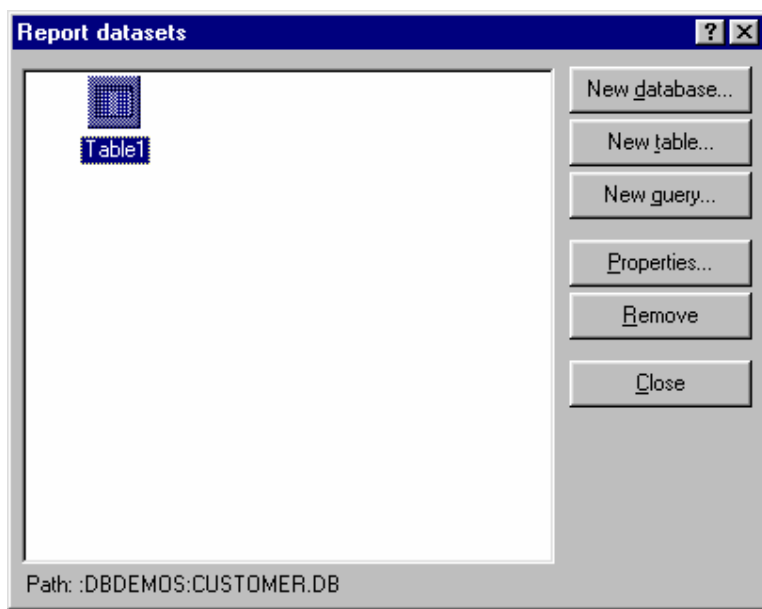 Report datasets
Table1
New database...
New table...
New query...
Properties...
Remove
Close
Path: :DBDEMOS:CUSTOMER.DB